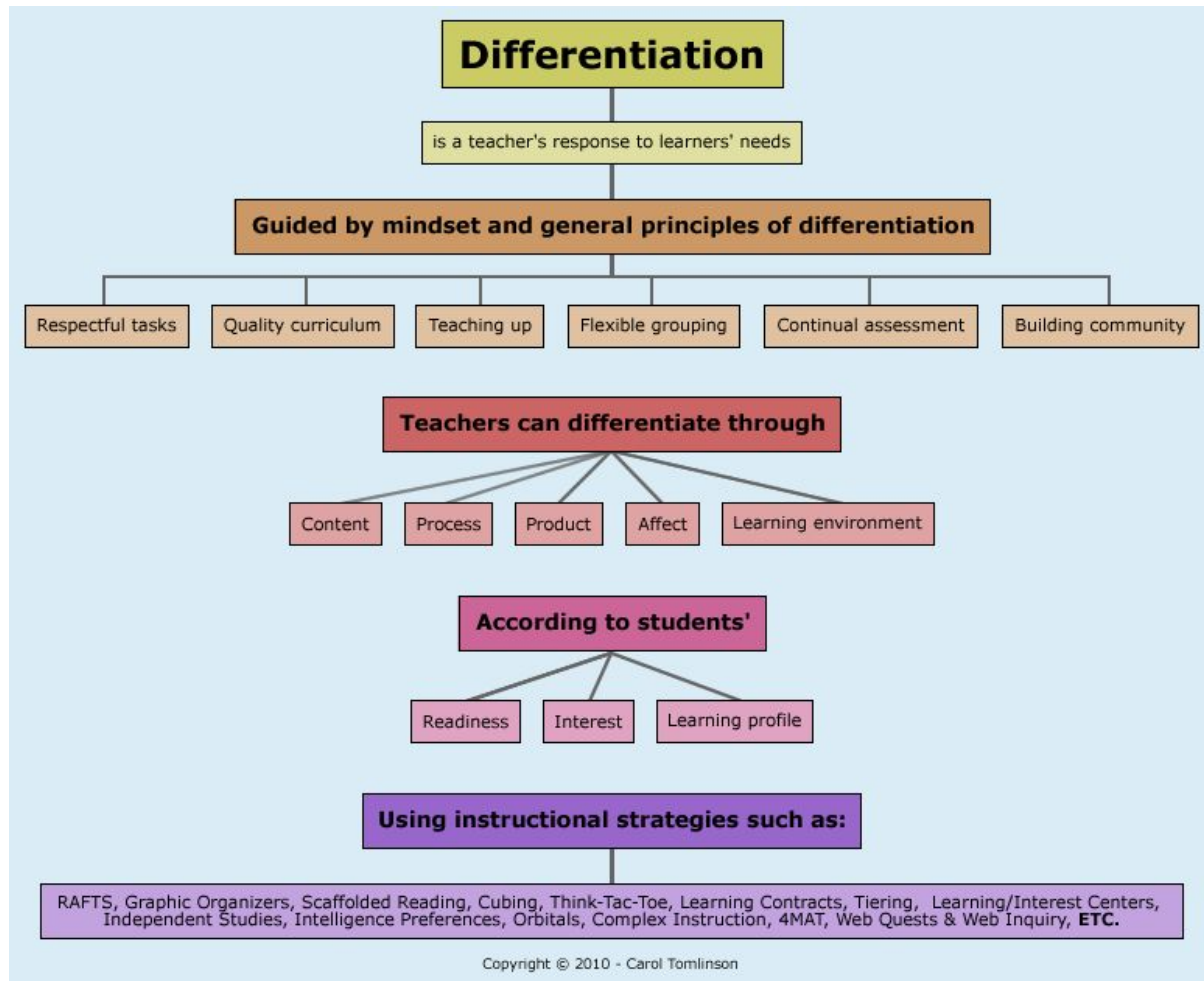 Differentiation
is a teacher's response to learners' needs
Guided by mindset and general principles of differentiation
Respectful tasks
Quality curriculum
Teaching up
Flexible grouping
Continual assessment
Building community
Teachers can differentiate through
Content
Process
Product
Affect
Learning environment
According to students'
Readiness
Interest
Learning profile
Using instructional strategies such as:
RAFTS, Graphic Organizers, Scaffolded Reading, Cubing, Think-Tac-Toe, Learning Contracts, Tiering, Learning/Interest Centers,
Independent Studies, Intelligence Preferences, Orbitals, Complex Instruction, 4MAT, Web Quests & Web Inquiry, ETC.
Copyright © 2010 - Carol Tomlinson